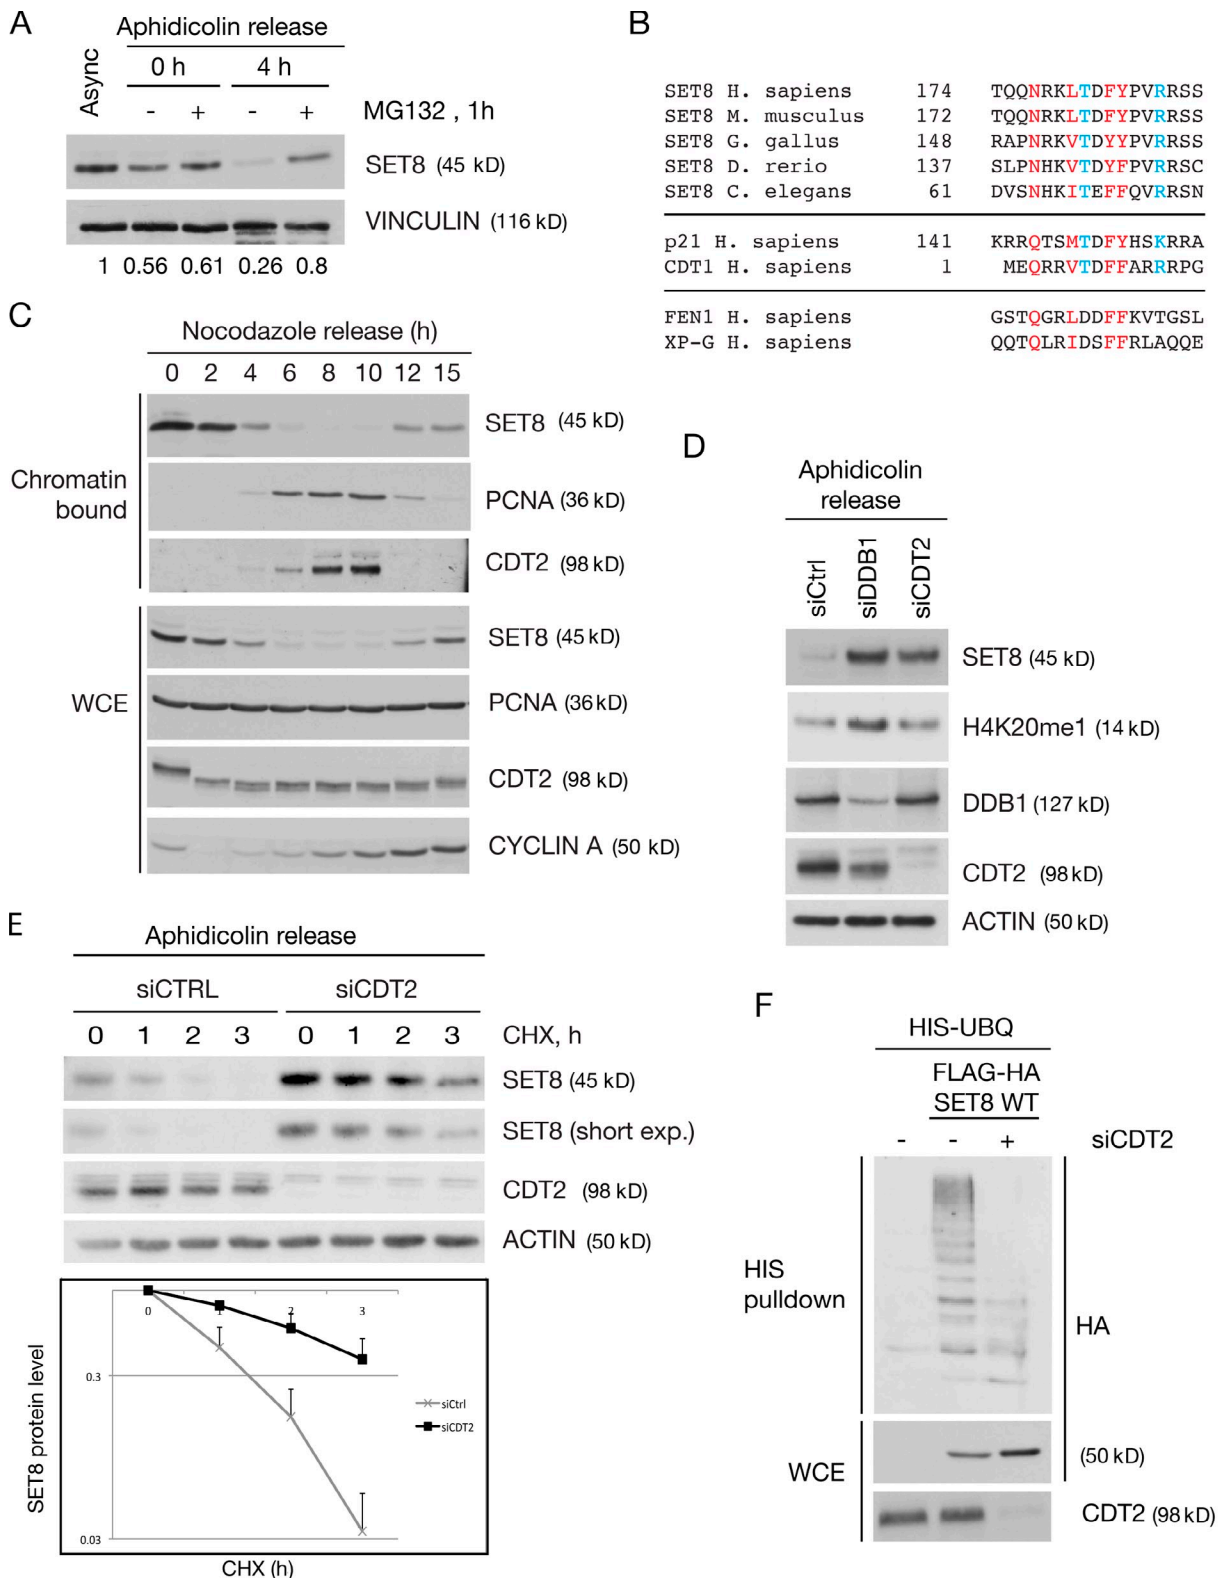 A
Aphidicolin release
Async
0 h
4 h
- + - + MG132 , 1h
SET8 (45 kD)
VINCULIN (116 kD)
1 0.56 0.61 0.26 0.8
B
SET8 H. sapiens 174 TQQNRKLTDFYPVRRSS
SET8 M. musculus 172 TQQNRKLTDFYPVRRSS
SET8 G. gallus 148 RAPNRKVTDYYPVRRSS
SET8 D. rerio 137 SLPNHKVTDYFPVRRSC
SET8 C. elegans 61 DVSNHKITEFFQVRRSN
p21 H. sapiens 141 KRRQTSMTDFYHSKRRA
CDT1 H. sapiens 1 MEQRRVTDFFARRRPG
FEN1 H. sapiens GSTQGRLDDFFKVTGSL
XP-G H. sapiens QQTQLRIDSFFRLAQQE
C
Nocodazole release (h)
0 2 4 6 8 10 12 15
Chromatin
bound
SET8 (45 kD)
PCNA (36 kD)
CDT2 (98 kD)
WCE
SET8 (45 kD)
PCNA (36 kD)
CDT2 (98 kD)
CYCLIN A (50 kD)
D
Aphidicolin
release
siCtrl
siDDB1
siCDT2
SET8 (45 kD)
H4K20me1 (14 kD)
DDB1 (127 kD)
CDT2 (98 kD)
ACTIN (50 kD)
E
Aphidicolin release
siCTRL siCDT2
0 1 2 3 0 1 2 3 CHX, h
SET8 (45 kD)
SET8 (short exp.)
CDT2 (98 kD)
ACTIN (50 kD)
SET8 protein level
0 1 2 3
0.3
0.03
siCtrl
siCDT2
CHX (h)
F
HIS-UBQ
FLAG-HA
SET8 WT
- - + siCDT2
HIS
pulldown
HA
WCE
(50 kD)
CDT2 (98 kD)